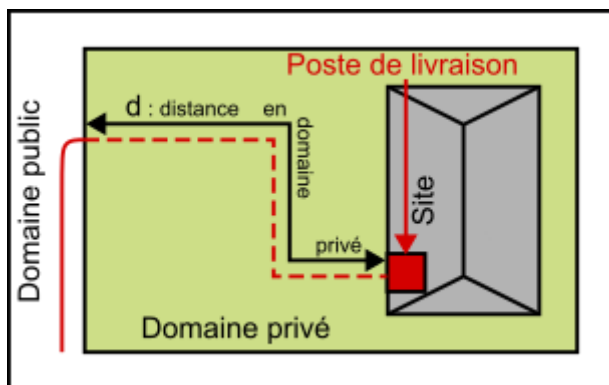 Poste de livraison
d : distance en
domaine
privé
Site
Domaine public
Domaine privé